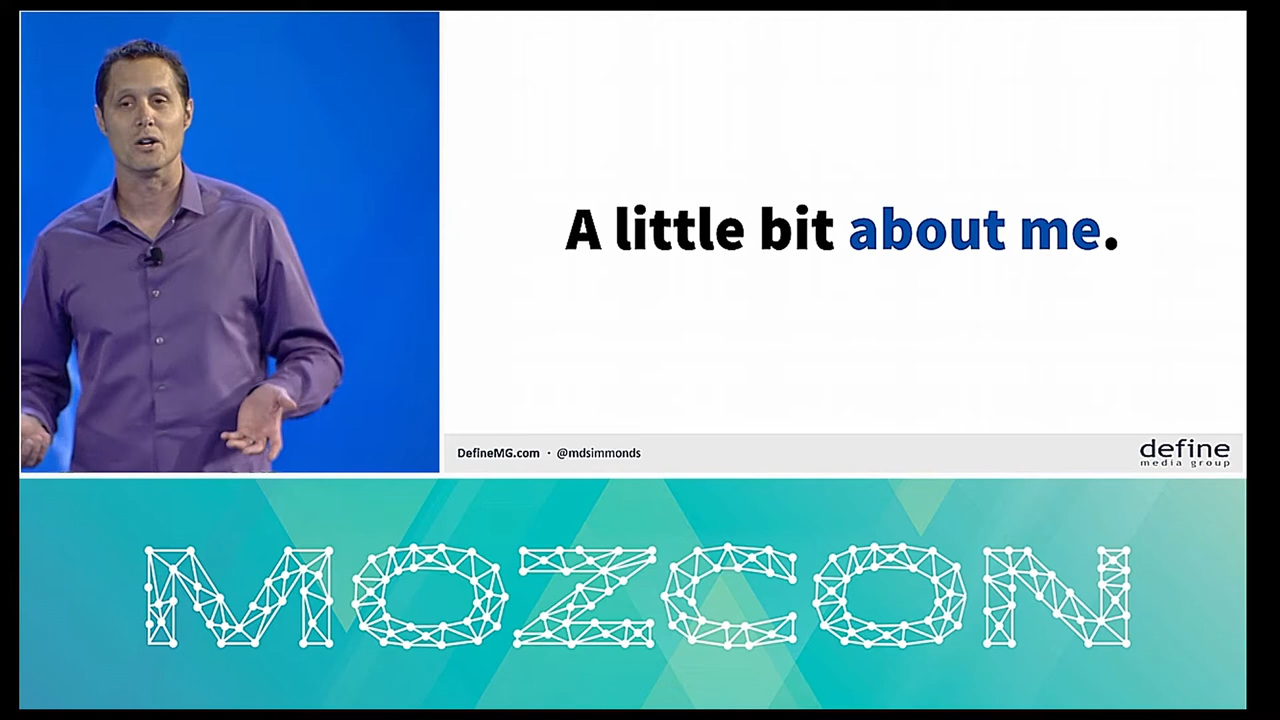 A little bit about me.
DefineMG.com · @mdsimmonds
define
media group
MOZCON